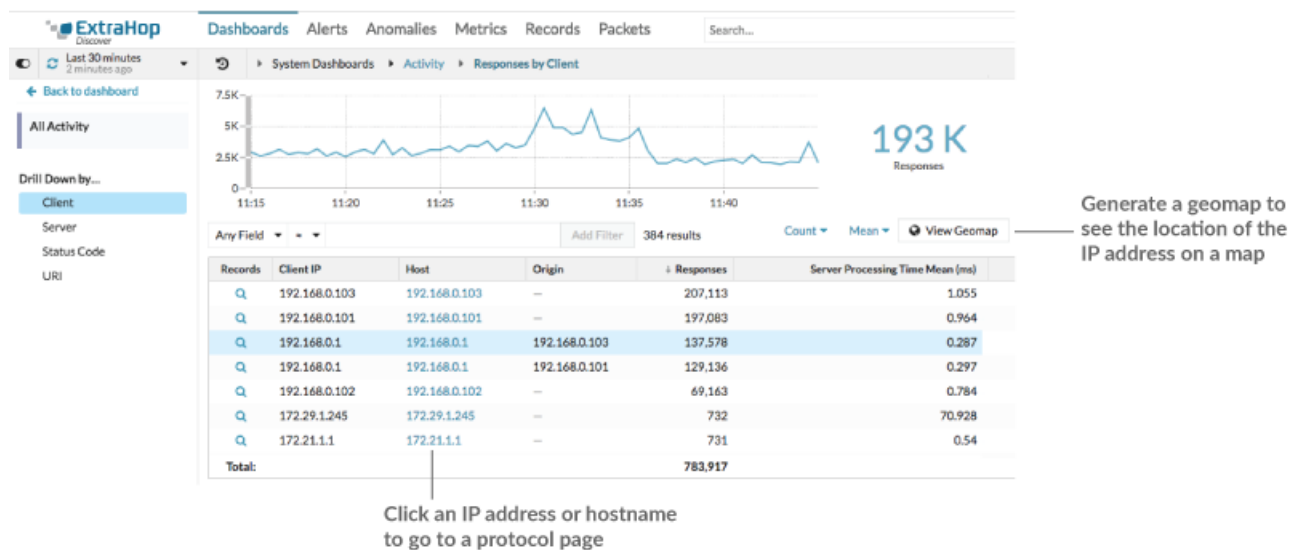 ExtraHop
Discover
Dashboards Alerts Anomalies Metrics Records Packets Search...
Last 30 minutes
2 minutes ago
System Dashboards Activity Responses by Client
Back to dashboard
All Activity
Drill Down by...
Client
Server
Status Code
URI
7.5K
5K
2.5K
0
11:15 11:20 11:25 11:30 11:35 11:40
193 K
Responses
Any Field = Add Filter 384 results Count Mean View Geomap
Records Client IP Host Origin ↓ Responses Server Processing Time Mean (ms)
192.168.0.103 192.168.0.103 — 207,113 1.055
192.168.0.101 192.168.0.101 — 197,083 0.964
192.168.0.1 192.168.0.1 192.168.0.103 137,578 0.287
192.168.0.1 192.168.0.1 192.168.0.101 129,136 0.297
192.168.0.102 192.168.0.102 — 69,163 0.784
172.29.1.245 172.29.1.245 — 732 70.928
172.21.1.1 172.21.1.1 — 731 0.54
Total: 783,917
Generate a geomap to
see the location of the
IP address on a map
Click an IP address or hostname
to go to a protocol page